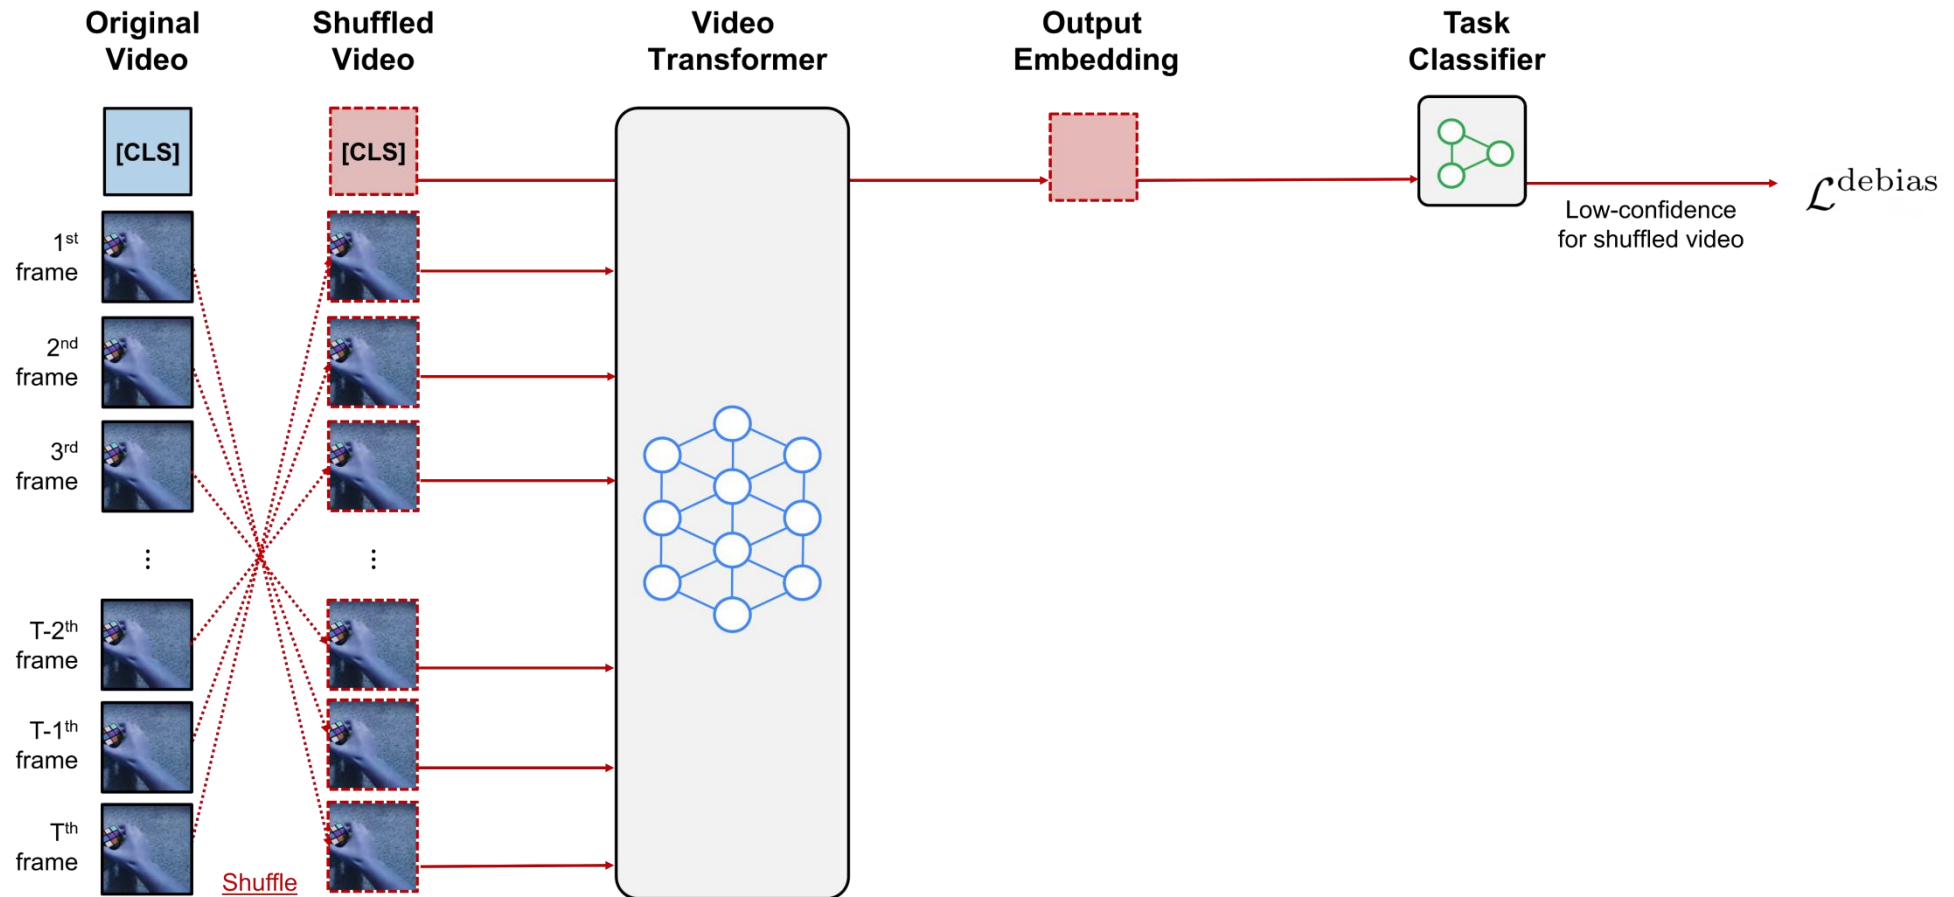 Original
Video
Shuffled
Video
Video
Transformer
Output
Embedding
Task
Classifier
[CLS]
[CLS]
1st
frame
2nd
frame
3rd
frame
⋮
⋮
T-2th
frame
T-1th
frame
Tth
frame
Shuffle
Low-confidence
for shuffled video
ℒdebias